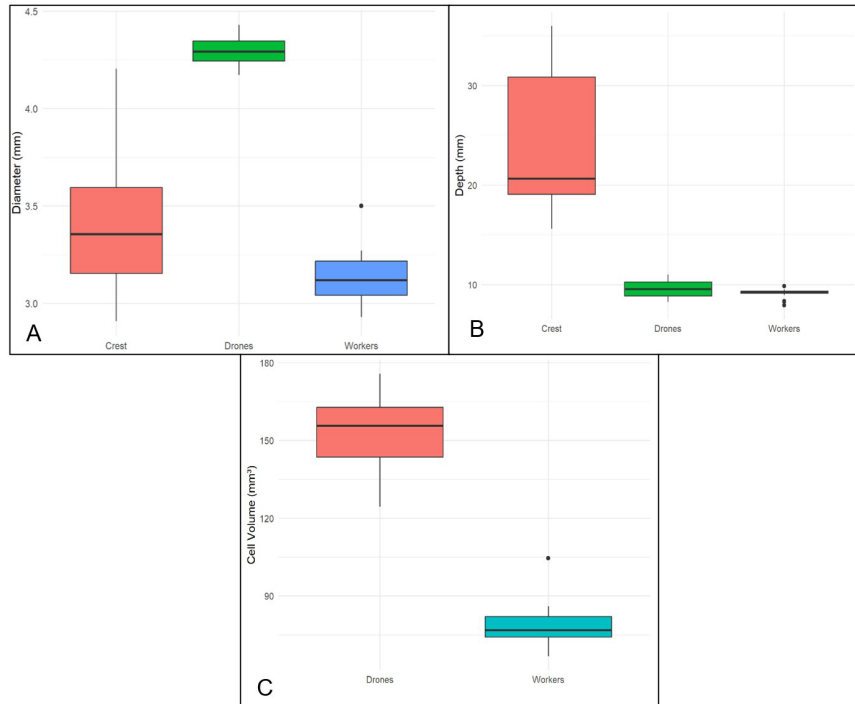 Diameter (mm)
4.5
4.0
3.5
3.0
Crest
Drones
Workers
A
Depth (mm)
30
20
10
Crest
Drones
Workers
B
Cell Volume (mm³)
180
150
120
90
Drones
Workers
C